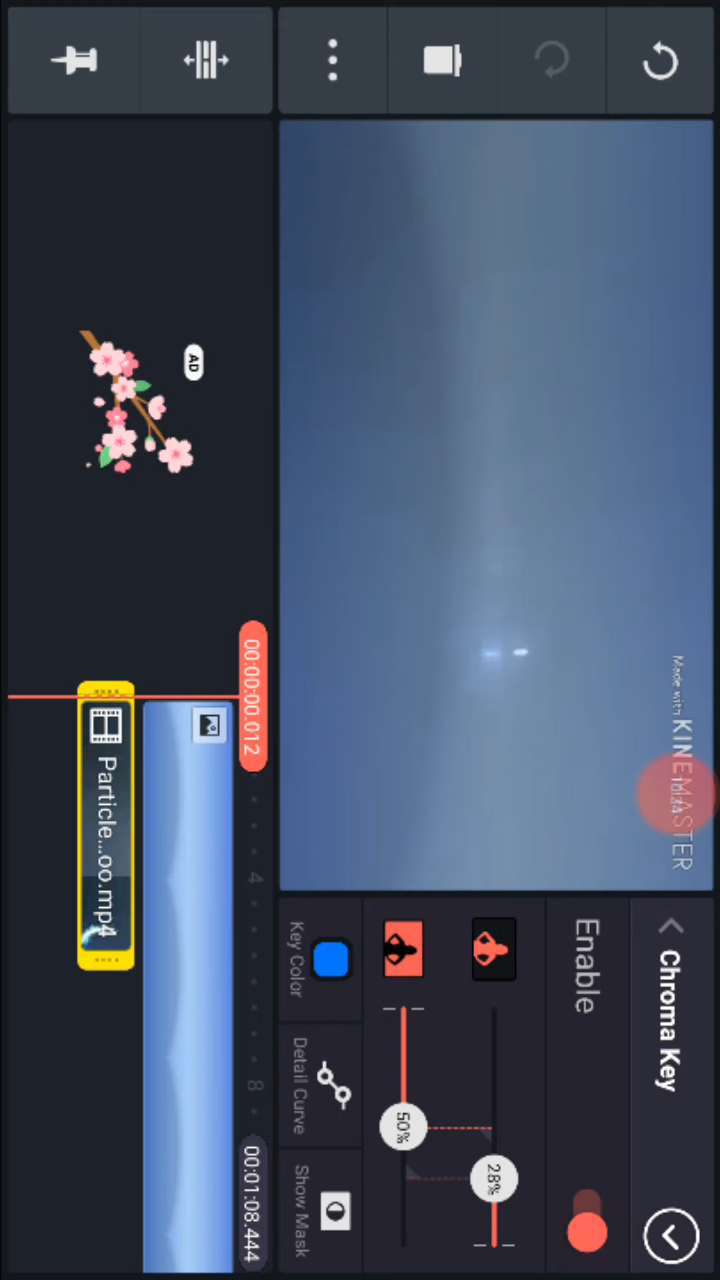 Chroma Key
Enable
28%
50%
Key Color
Detail Curve
Show Mask
Made with KINEMASTER
AD
00:00:00.012
4
8
00:01:08.444
Particle...oo.mp4